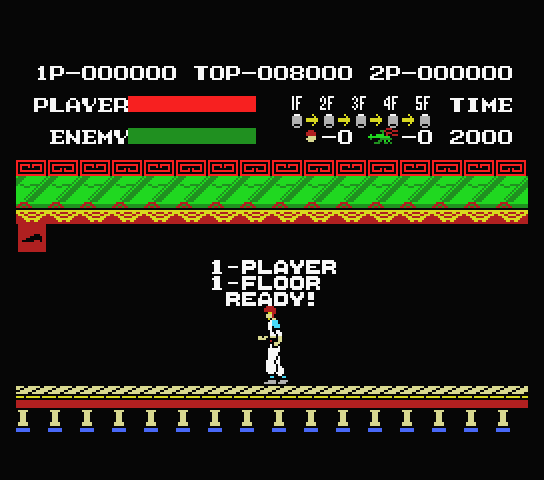 1P-000000 TOP-008000 2P-000000
PLAYER 1F 2F 3F 4F 5F TIME
ENEMY -0 -0 2000
1-PLAYER
1-FLOOR
READY!